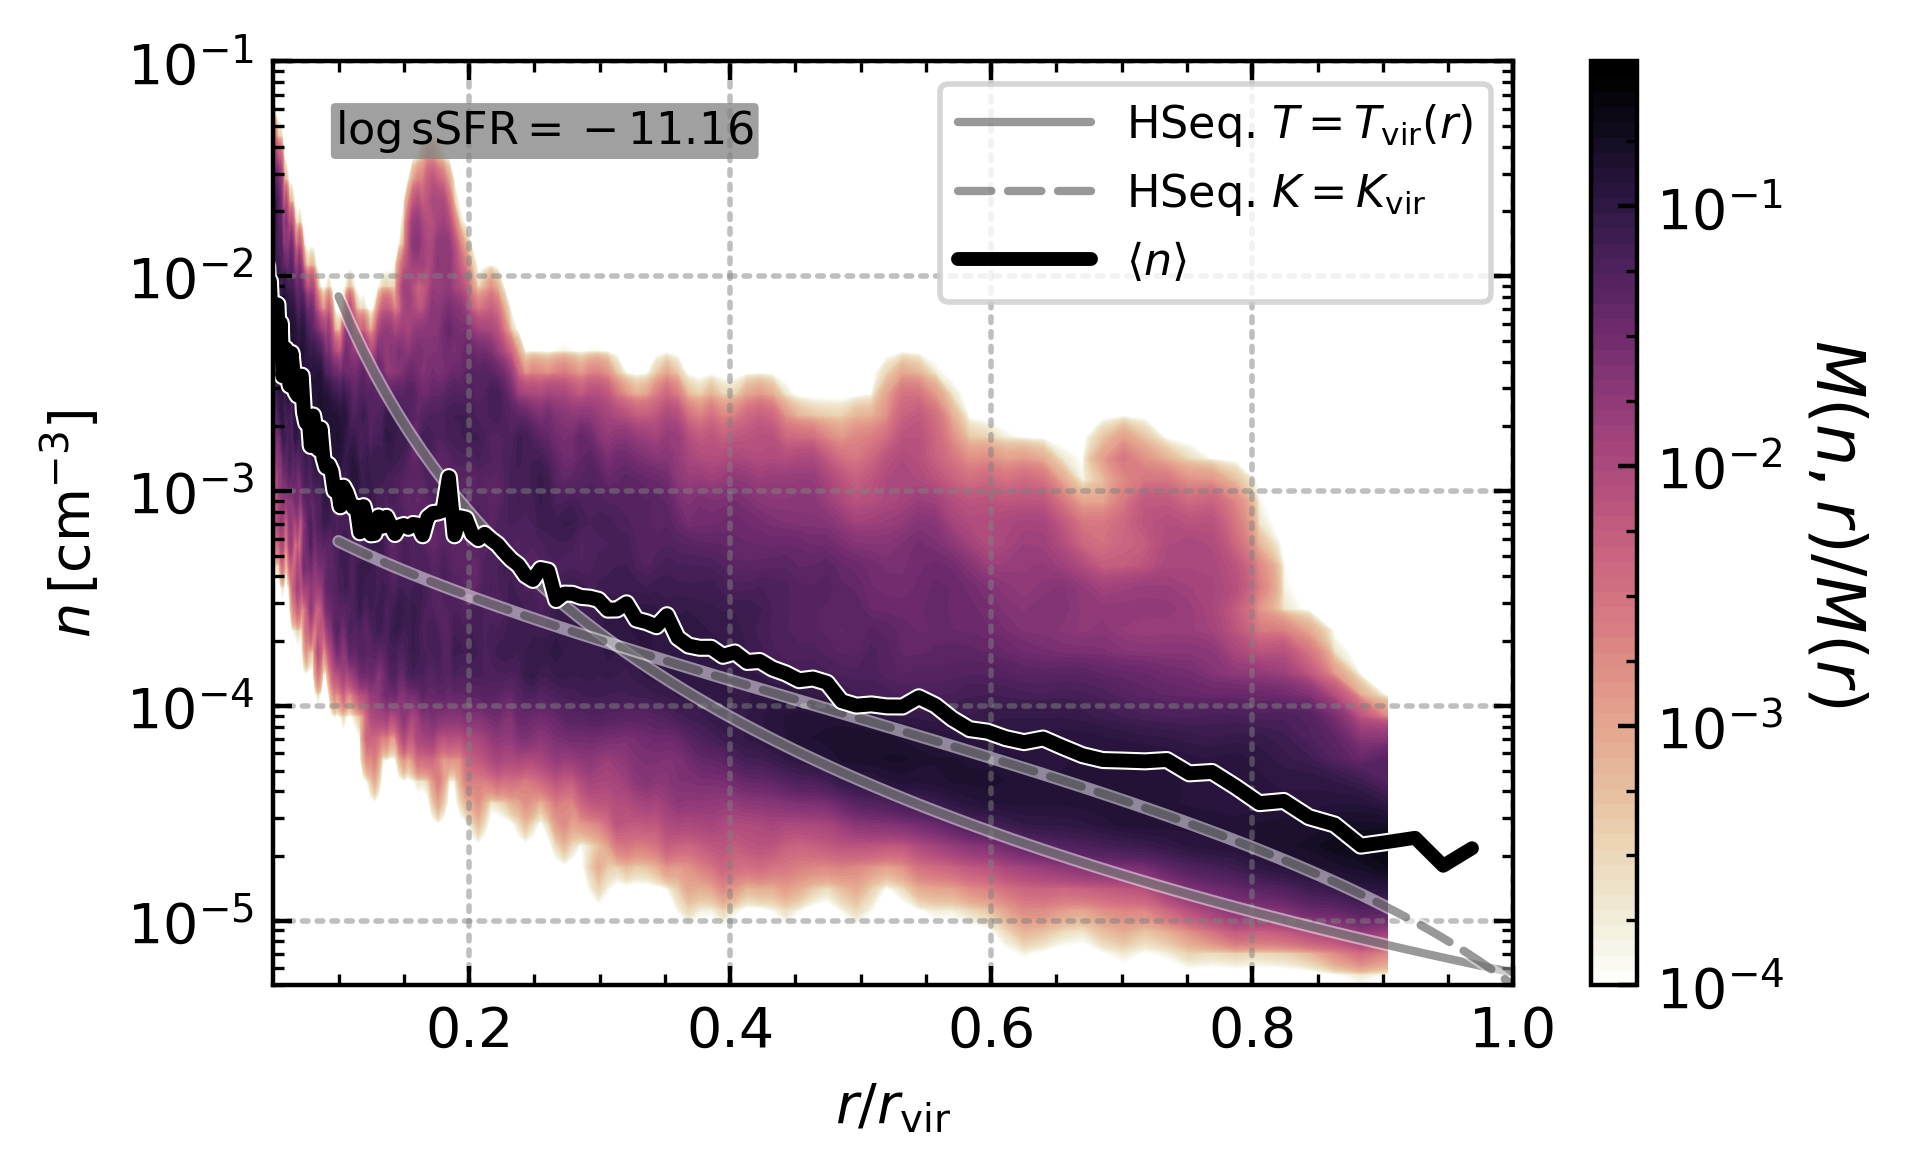 10⁻¹
10⁻²
10⁻³
10⁻⁴
10⁻⁵
n [cm⁻³]
log sSFR = −11.16
HSeq. T = T_vir(r)
HSeq. K = K_vir
⟨n⟩
0.2 0.4 0.6 0.8 1.0
r/r_vir
10⁻¹
10⁻²
10⁻³
10⁻⁴
M(n, r)/M(r)